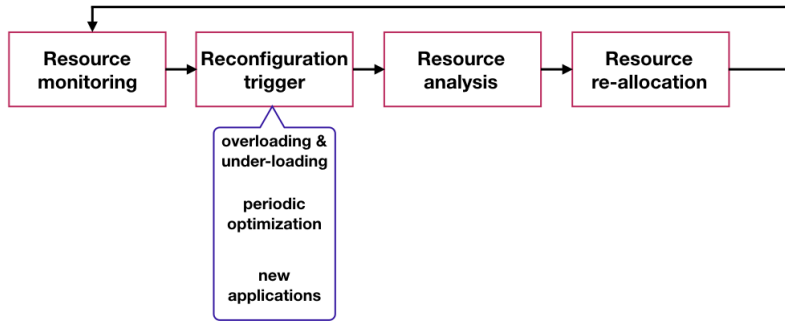 Resource
monitoring
Reconfiguration
trigger
Resource
analysis
Resource
re-allocation
overloading &
under-loading
periodic
optimization
new
applications